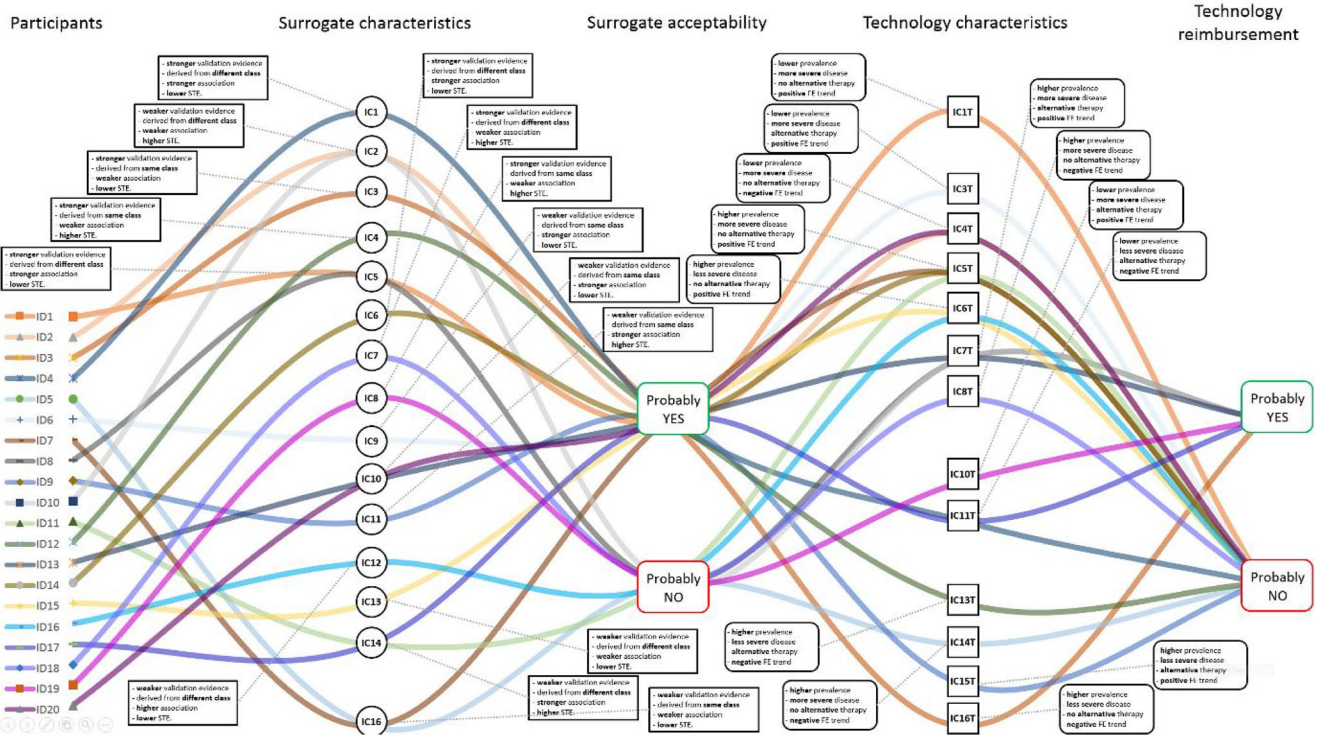 Participants
Surrogate characteristics
Surrogate acceptability
Technology characteristics
Technology
reimbursement
- stronger validation evidence
- derived from different class
- stronger association
- lower STE.
- weaker validation evidence
- derived from different class
- weaker association
- higher STE.
- stronger validation evidence
- derived from same class
- weaker association
- lower STE.
- stronger validation evidence
- derived from same class
- weaker association
- higher STE.
- stronger validation evidence
- derived from different class
- stronger association
- lower STE.
ID1
ID2
ID3
ID4
ID5
ID6
ID7
ID8
ID9
ID10
ID11
ID12
ID13
ID14
ID15
ID16
ID17
ID18
ID19
ID20
IC1
IC2
IC3
IC4
IC5
IC6
IC7
IC8
IC9
IC10
IC11
IC12
IC13
IC14
IC16
- stronger validation evidence
- derived from different class
- stronger association
- lower STE.
- stronger validation evidence
- derived from different class
- weaker association
- higher STE.
- stronger validation evidence
- derived from same class
- weaker association
higher STE.
weaker validation evidence
- derived from same class
- stronger association
- lower STE.
weaker validation evidence
- derived from same class
- stronger association
- lower STE.
- weaker validation evidence
- derived from same class
- stronger association
higher STE.
- weaker validation evidence
- derived from different class
- higher association
- lower STE.
- weaker validation evidence
- derived from different class
- weaker association
- lower STE.
- weaker validation evidence
- derived from different class
- stronger association
- higher STE.
- weaker validation evidence
- derived from same class
- weaker association
- lower STE.
Probably
YES
Probably
NO
- lower prevalence
- more severe disease
- no alternative therapy
- positive FE trend
- lower prevalence
- more severe disease
alternative therapy
- positive FE trend
- lower prevalence
- more severe disease
- no alternative therapy
- negative FE trend
- higher prevalence
- more severe disease
- no alternative therapy
- positive FE trend
- higher prevalence
less severe disease
- no alternative therapy
positive FE trend
IC1T
IC3T
IC4T
IC5T
IC6T
IC7T
IC8T
IC10T
IC11T
IC13T
IC14T
IC15T
IC16T
- higher prevalence
- more severe disease
- alternative therapy
- positive FE trend
- higher prevalence
- more severe disease
no alternative therapy
- negative FE trend
- lower prevalence
- more severe disease
- alternative therapy
- positive FE trend
- lower prevalence
less severe disease
alternative therapy
negative FE trend
- higher prevalence
less severe disease
alternative therapy
- negative FE trend
- higher prevalence
- more severe disease
- no alternative therapy
- negative FE trend
higher prevalence
- less severe disease
- alternative therapy
- positive FE trend
- higher prevalence
- less severe disease
- no alternative therapy
- negative FE trend
Probably
YES
Probably
NO